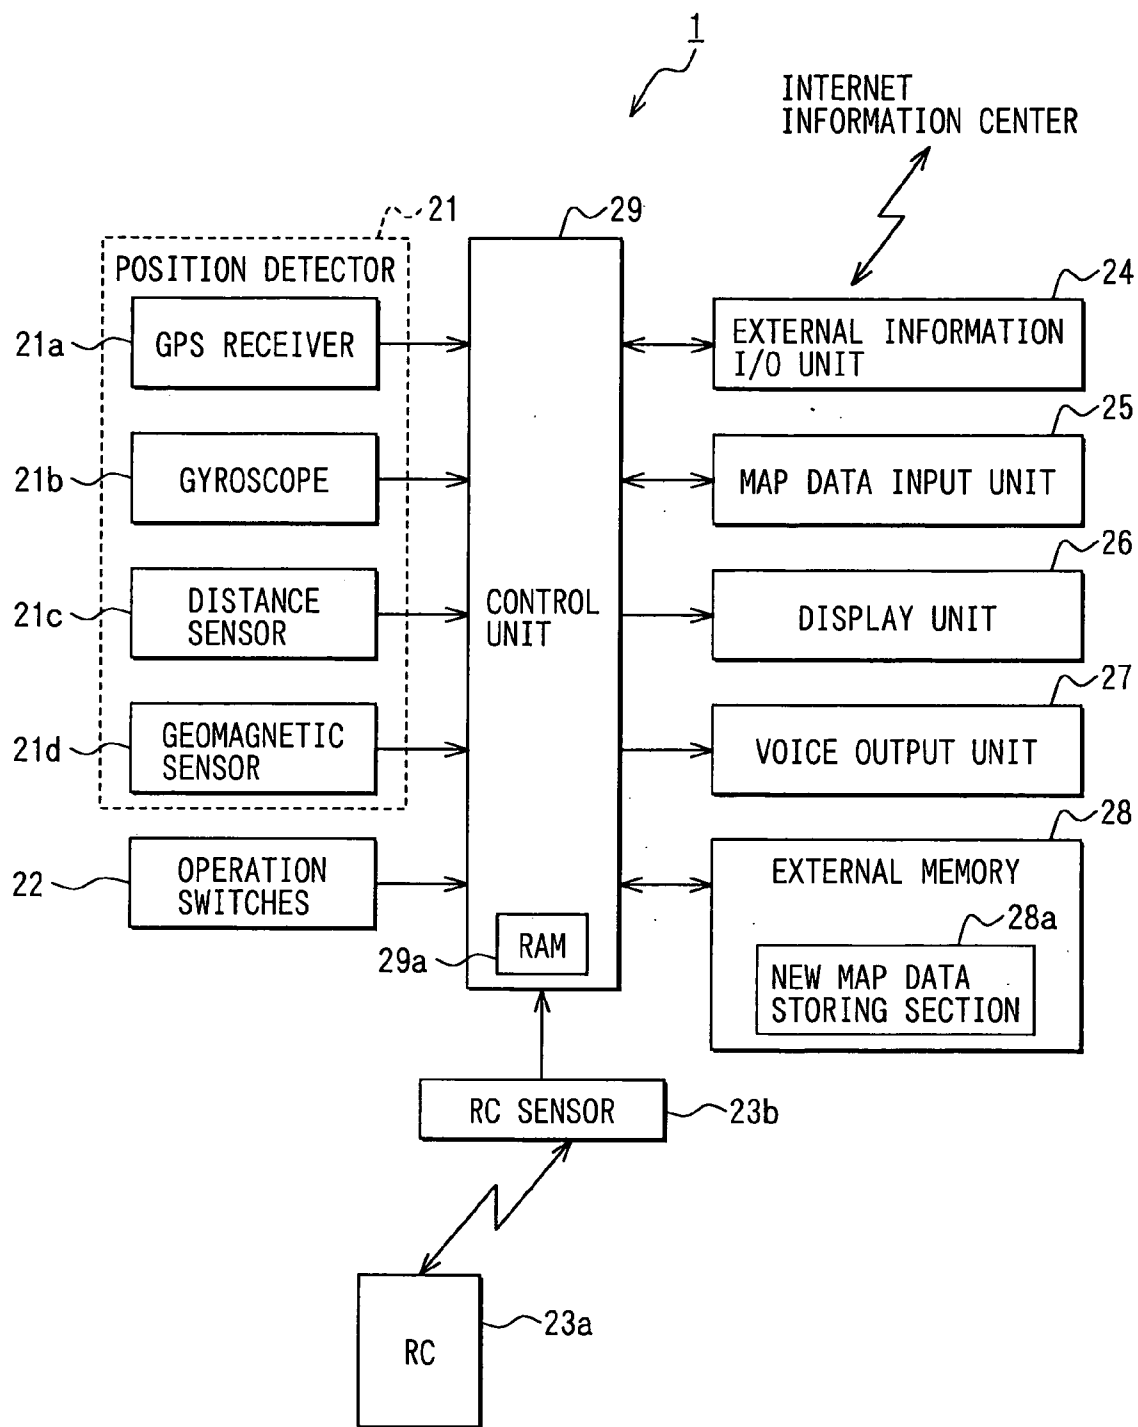 1
INTERNET
INFORMATION CENTER
21
POSITION DETECTOR
21a
GPS RECEIVER
21b
GYROSCOPE
21c
DISTANCE
SENSOR
21d
GEOMAGNETIC
SENSOR
22
OPERATION
SWITCHES
29
CONTROL
UNIT
29a
RAM
24
EXTERNAL INFORMATION
I/O UNIT
25
MAP DATA INPUT UNIT
26
DISPLAY UNIT
27
VOICE OUTPUT UNIT
28
EXTERNAL MEMORY
28a
NEW MAP DATA
STORING SECTION
RC SENSOR
23b
RC
23a